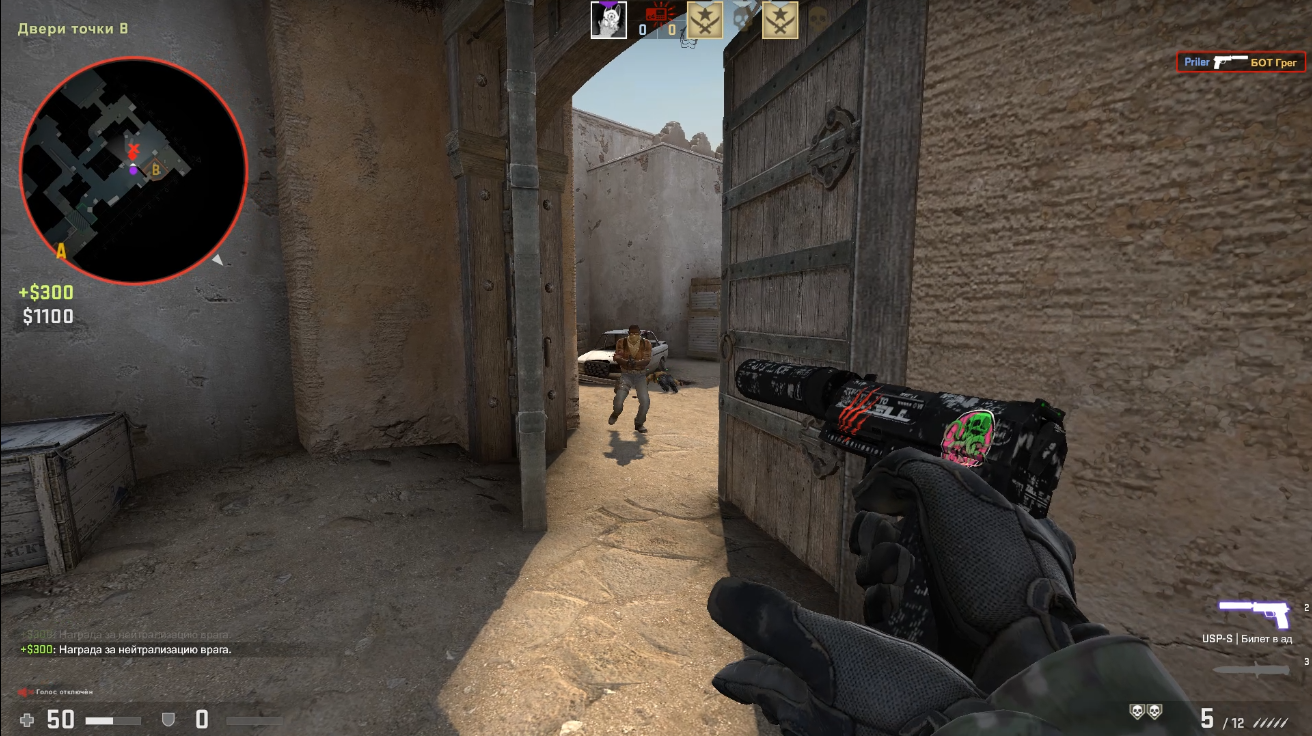 Двери точки B
0 0
Priler БОТ Грег
B
A
+$300
$1100
+$300: Награда за нейтрализацию врага
+$300: Награда за нейтрализацию врага.
Голос отключён
50 0
2
USP-S | Билет в ад
3
5 / 12